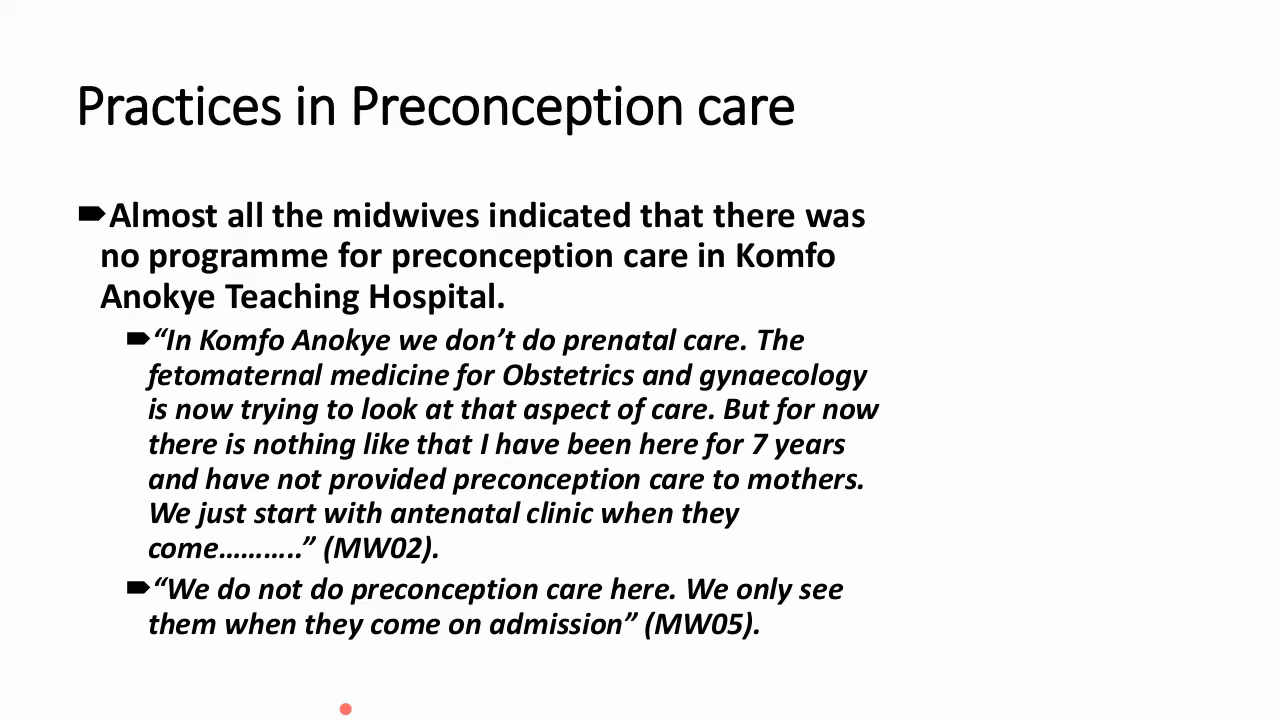 Practices in Preconception care
Almost all the midwives indicated that there was
no programme for preconception care in Komfo
Anokye Teaching Hospital.
“In Komfo Anokye we don’t do prenatal care. The
fetomaternal medicine for Obstetrics and gynaecology
is now trying to look at that aspect of care. But for now
there is nothing like that I have been here for 7 years
and have not provided preconception care to mothers.
We just start with antenatal clinic when they
come………..” (MW02).
“We do not do preconception care here. We only see
them when they come on admission” (MW05).